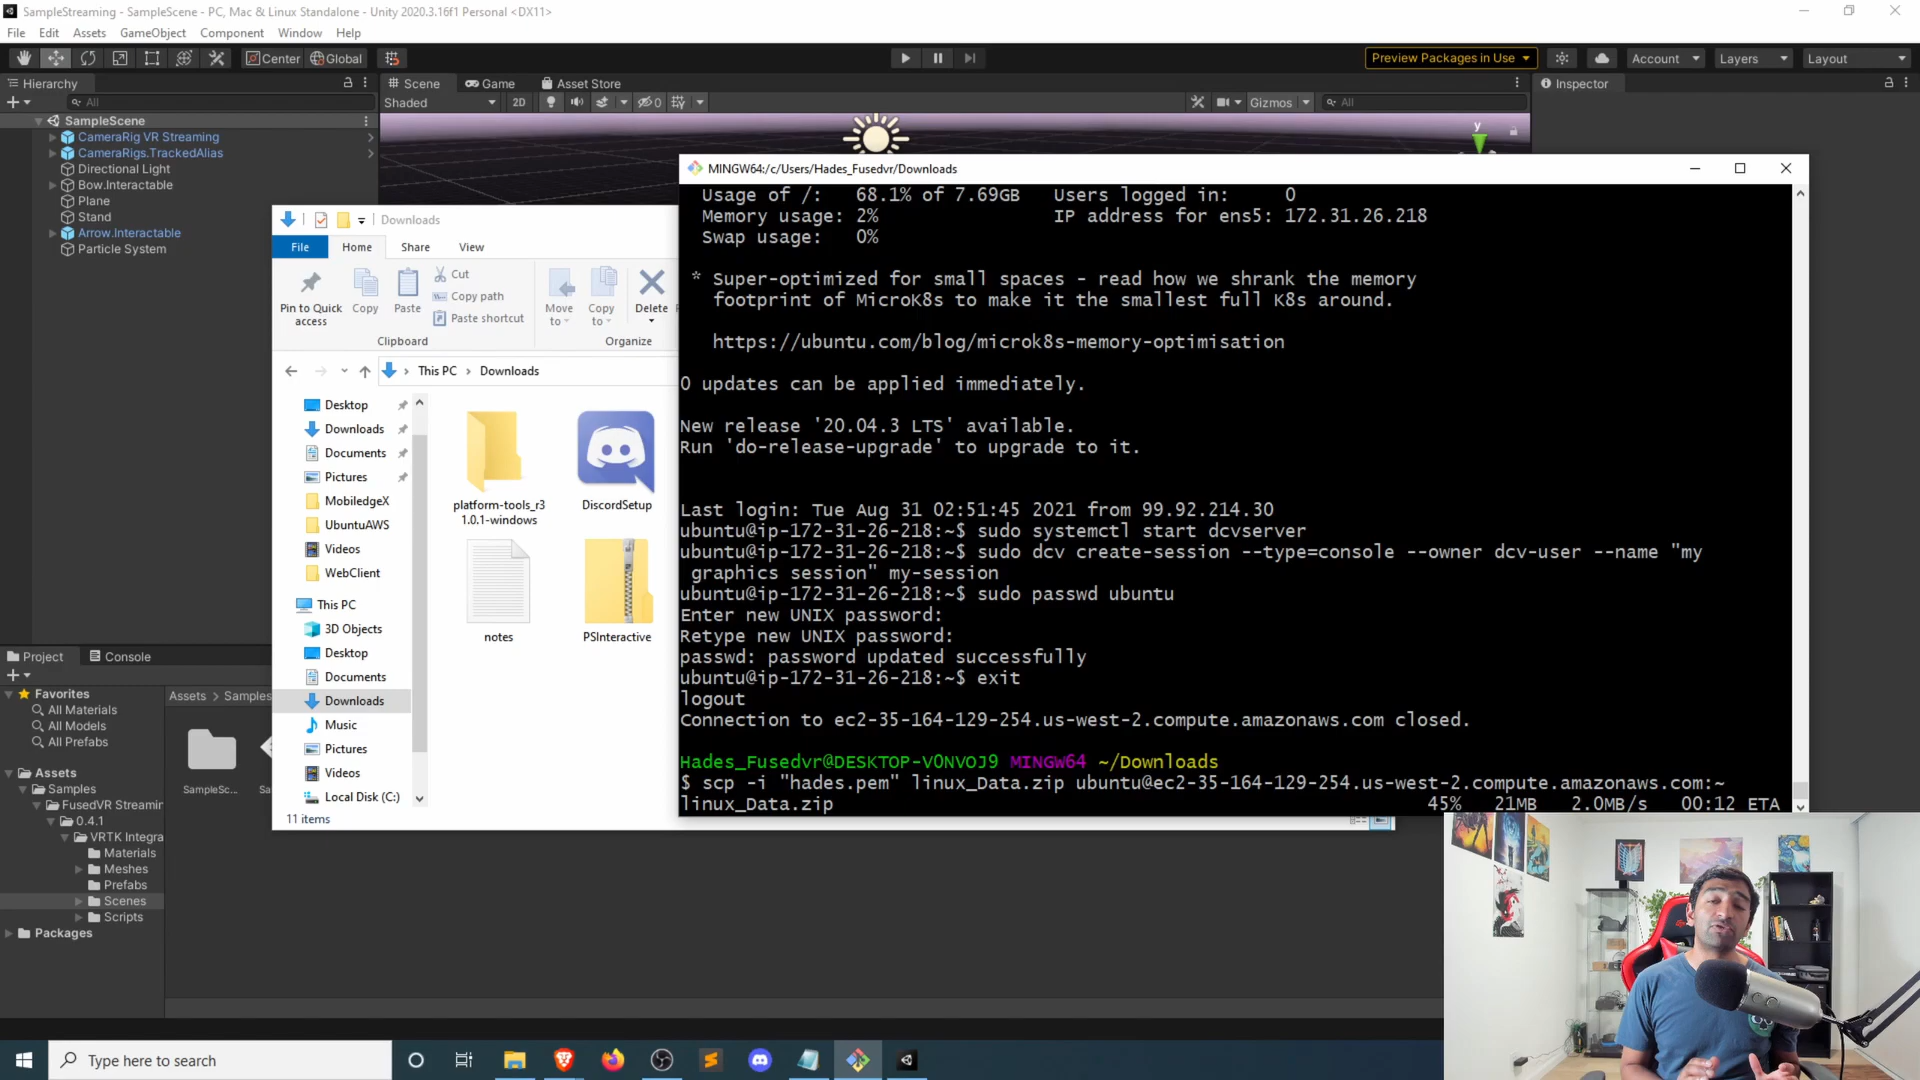 SampleStreaming - SampleScene - PC, Mac & Linux Standalone - Unity 2020.3.16f1 Personal <DX11>
File Edit Assets GameObject Component Window Help
Center Global
Preview Packages in Use
Account Layers Layout
Hierarchy
Scene Game Asset Store
Inspector
All
Shaded 2D 0 Gizmos All
SampleScene
CameraRig VR Streaming
CameraRigs.TrackedAlias
Directional Light
Bow.Interactable
Plane
Stand
Arrow.Interactable
Particle System
y
Downloads
File Home Share View
Pin to Quick access
Copy
Paste
Cut
Copy path
Paste shortcut
Move to
Copy to
Delete
Clipboard
Organize
This PC > Downloads
Desktop
Downloads
Documents
Pictures
MobiledgeX
UbuntuAWS
Videos
WebClient
This PC
3D Objects
Desktop
Documents
Downloads
Music
Pictures
Videos
Local Disk (C:)
platform-tools_r3
1.0.1-windows
DiscordSetup
notes
PSInteractive
11 items
MINGW64:/c/Users/Hades_Fusedvr/Downloads
Usage of /: 68.1% of 7.69GB Users logged in: 0
Memory usage: 2% IP address for ens5: 172.31.26.218
Swap usage: 0%
* Super-optimized for small spaces - read how we shrank the memory
footprint of MicroK8s to make it the smallest full K8s around.
https://ubuntu.com/blog/microk8s-memory-optimisation
0 updates can be applied immediately.
New release '20.04.3 LTS' available.
Run 'do-release-upgrade' to upgrade to it.
Last login: Tue Aug 31 02:51:45 2021 from 99.92.214.30
ubuntu@ip-172-31-26-218:~$ sudo systemctl start dcvserver
ubuntu@ip-172-31-26-218:~$ sudo dcv create-session --type=console --owner dcv-user --name "my
graphics session" my-session
ubuntu@ip-172-31-26-218:~$ sudo passwd ubuntu
Enter new UNIX password:
Retype new UNIX password:
passwd: password updated successfully
ubuntu@ip-172-31-26-218:~$ exit
logout
Connection to ec2-35-164-129-254.us-west-2.compute.amazonaws.com closed.
Hades_Fusedvr@DESKTOP-V0NVOJ9 MINGW64 ~/Downloads
$ scp -i "hades.pem" linux_Data.zip ubuntu@ec2-35-164-129-254.us-west-2.compute.amazonaws.com:~
linux_Data.zip 45% 21MB 2.0MB/s 00:12 ETA
Project Console
Favorites
All Materials
All Models
All Prefabs
Assets
Samples
FusedVR Streamin
0.4.1
VRTK Integra
Materials
Meshes
Prefabs
Scenes
Scripts
Packages
Assets > Samples
SampleSc...
Type here to search